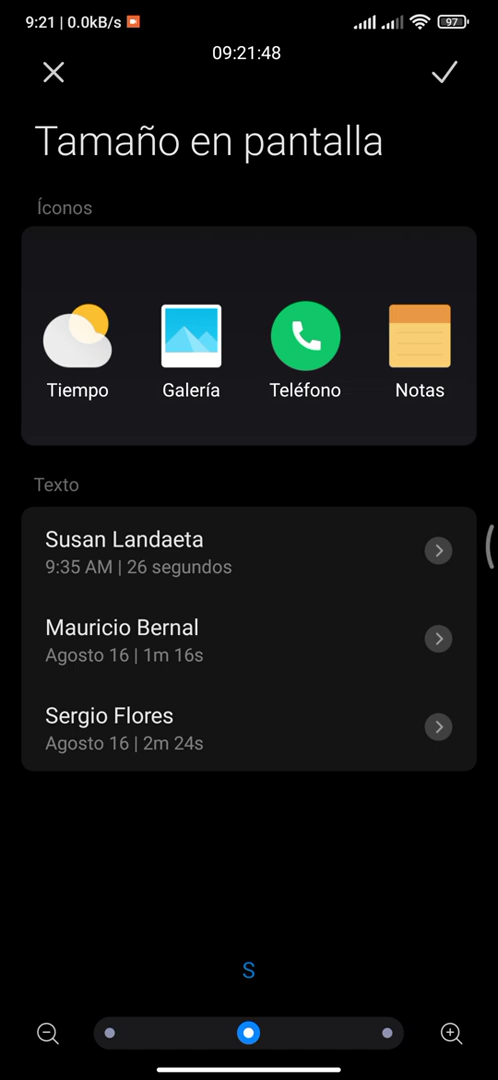 9:21 | 0.0kB/s
97
09:21:48
Tamaño en pantalla
Íconos
Tiempo Galería Teléfono Notas
Texto
Susan Landaeta
9:35 AM | 26 segundos
Mauricio Bernal
Agosto 16 | 1m 16s
Sergio Flores
Agosto 16 | 2m 24s
S